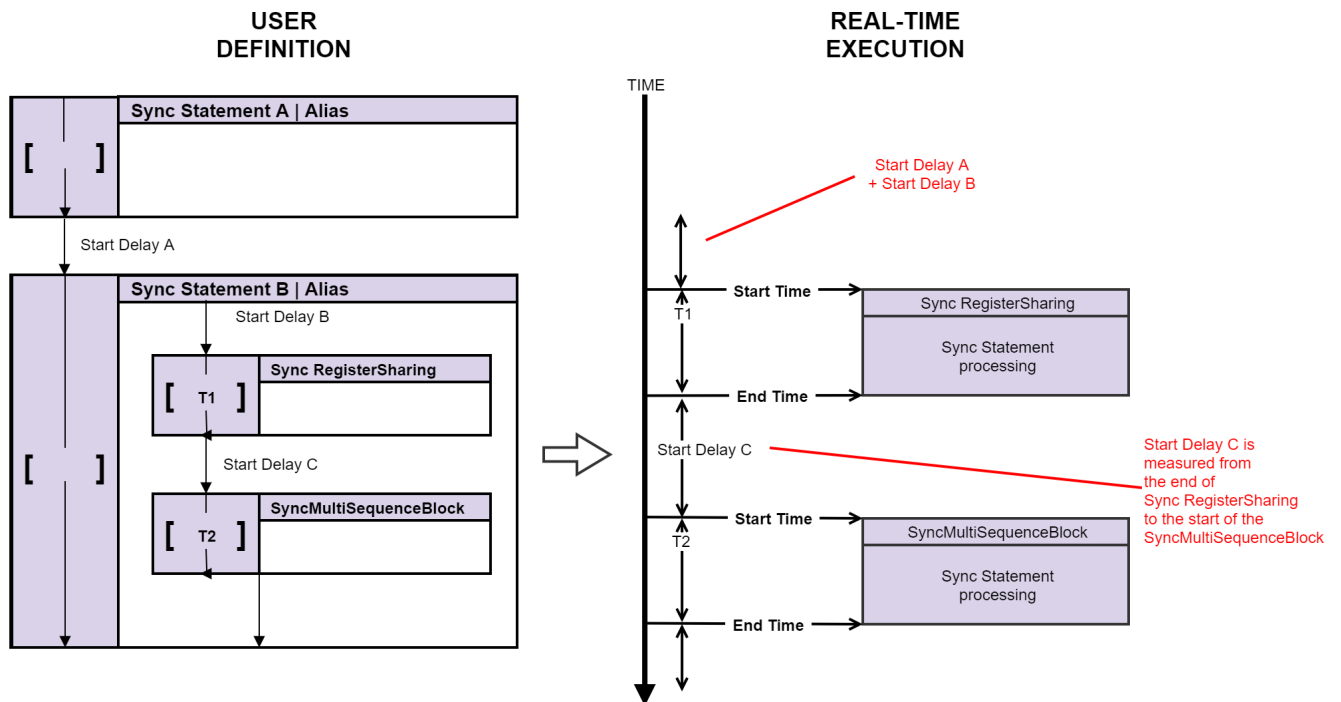 USER
DEFINITION
Sync Statement A | Alias
[ ]
Start Delay A
Sync Statement B | Alias
Start Delay B
[ ]
Sync RegisterSharing
[ T1 ]
Start Delay C
SyncMultiSequenceBlock
[ T2 ]
REAL-TIME
EXECUTION
TIME
Start Delay A
+ Start Delay B
Start Time
T1
Sync RegisterSharing
Sync Statement
processing
End Time
Start Delay C
Start Delay C is
measured from
the end of
Sync RegisterSharing
to the start of the
SyncMultiSequenceBlock
Start Time
T2
SyncMultiSequenceBlock
Sync Statement
processing
End Time